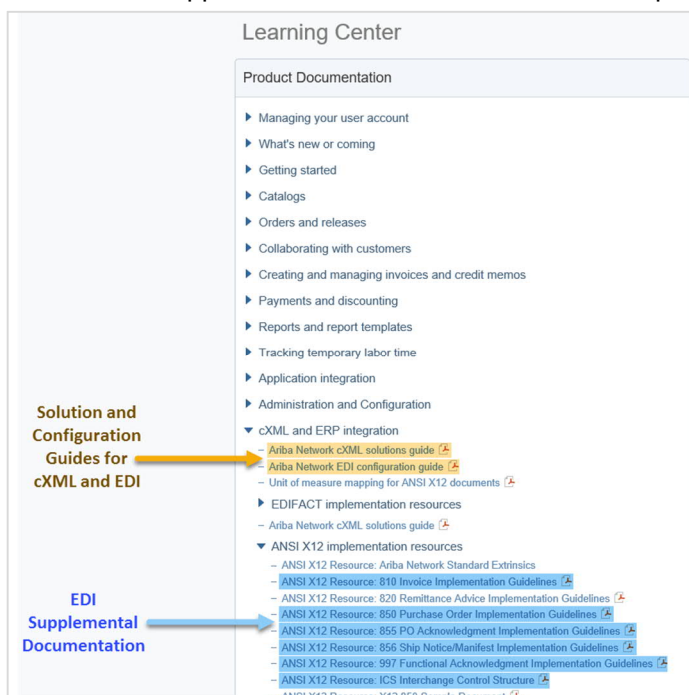 Learning Center
Product Documentation
Managing your user account
What's new or coming
Getting started
Catalogs
Orders and releases
Collaborating with customers
Creating and managing invoices and credit memos
Payments and discounting
Reports and report templates
Tracking temporary labor time
Application integration
Administration and Configuration
cXML and ERP integration
– Ariba Network cXML solutions guide
– Ariba Network EDI configuration guide
– Unit of measure mapping for ANSI X12 documents
EDIFACT implementation resources
– Ariba Network cXML solutions guide
ANSI X12 implementation resources
– ANSI X12 Resource: Ariba Network Standard Extrinsics
– ANSI X12 Resource: 810 Invoice Implementation Guidelines
– ANSI X12 Resource: 820 Remittance Advice Implementation Guidelines
– ANSI X12 Resource: 850 Purchase Order Implementation Guidelines
– ANSI X12 Resource: 855 PO Acknowledgment Implementation Guidelines
– ANSI X12 Resource: 856 Ship Notice/Manifest Implementation Guidelines
– ANSI X12 Resource: 997 Functional Acknowledgment Implementation Guidelines
– ANSI X12 Resource: ICS Interchange Control Structure
Solution and
Configuration
Guides for
cXML and EDI
EDI
Supplemental
Documentation